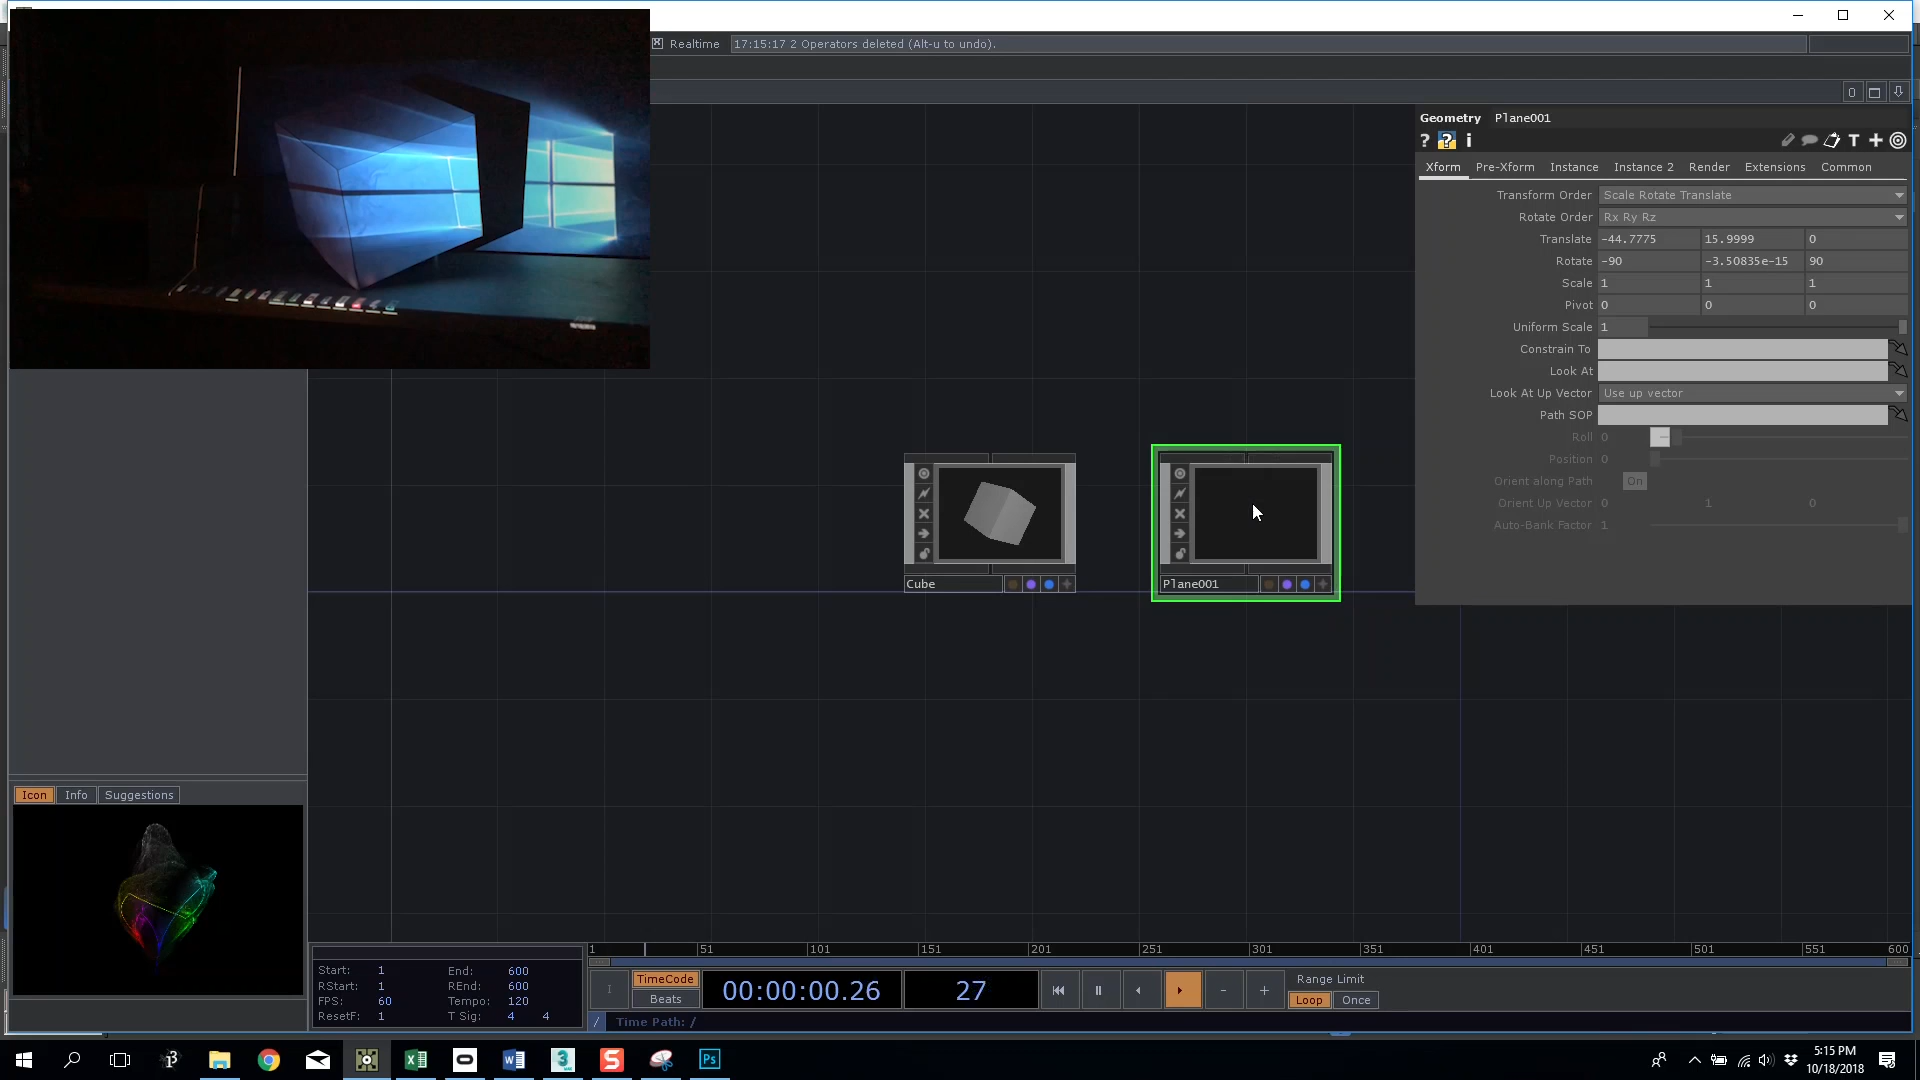 Realtime 17:15:17 2 Operators deleted (Alt-u to undo).
0
Geometry Plane001
? ? i T
Xform Pre-Xform Instance Instance 2 Render Extensions Common
Transform Order Scale Rotate Translate
Rotate Order Rx Ry Rz
Translate -44.7775 15.9999 0
Rotate -90 -3.50835e-15 90
Scale 1 1 1
Pivot 0 0 0
Uniform Scale 1
Constrain To
Look At
Look At Up Vector Use up vector
Path SOP
Roll 0
Position 0
Orient along Path On
Orient Up Vector 0 1 0
Auto-Bank Factor 1
Cube
Plane001
Icon Info Suggestions
1 51 101 151 201 251 301 351 401 451 501 551 600
Start: 1 End: 600
RStart: 1 REnd: 600
FPS: 60 Tempo: 120
ResetF: 1 T Sig: 4 4
I
TimeCode
Beats
00:00:00.26
27
- +
Range Limit
Loop Once
/ Time Path: /
3
S
Ps
5:15 PM
10/18/2018